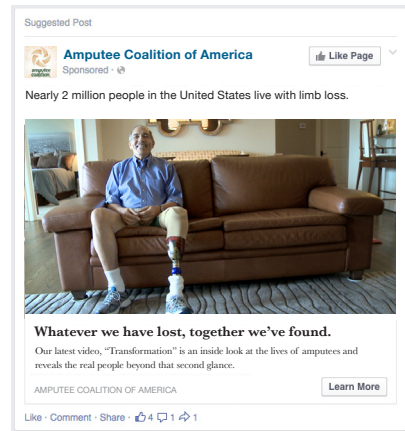 Suggested Post
Amputee Coalition of America
Like Page
Sponsored ·
amputee
coalition
Nearly 2 million people in the United States live with limb loss.
Whatever we have lost, together we've found.
Our latest video, “Transformation” is an inside look at the lives of amputees and
reveals the real people beyond that second glance.
AMPUTEE COALITION OF AMERICA
Learn More
Like · Comment · Share · 4 1 1